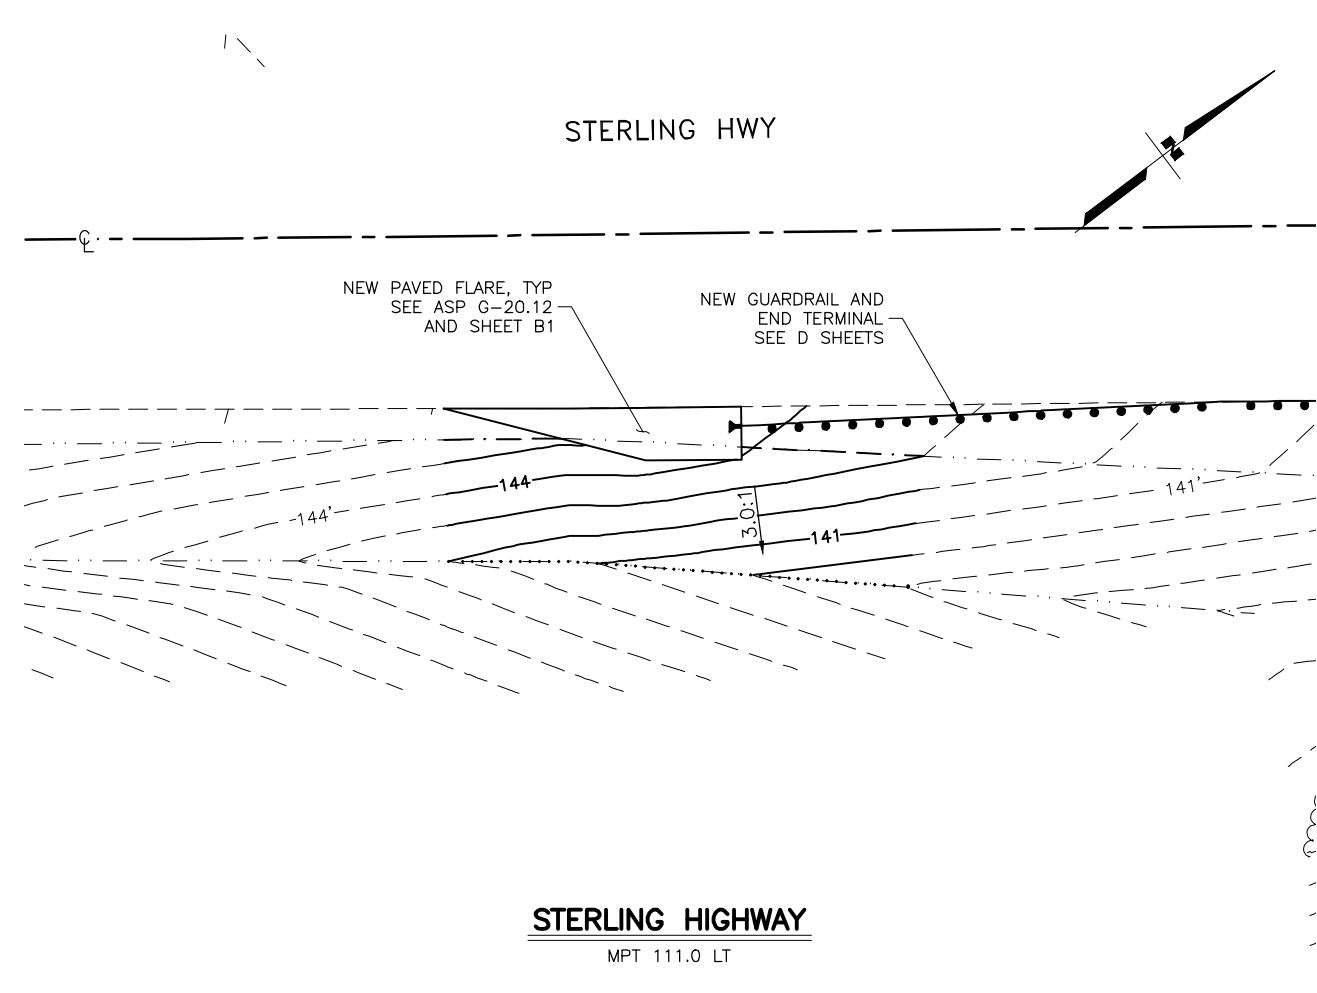 STERLING HWY
N
℄
NEW PAVED FLARE, TYP
SEE ASP G-20.12
AND SHEET B1
NEW GUARDRAIL AND
END TERMINAL
SEE D SHEETS
144
144'
141'
3.0:1
141
STERLING HIGHWAY
MPT 111.0 LT